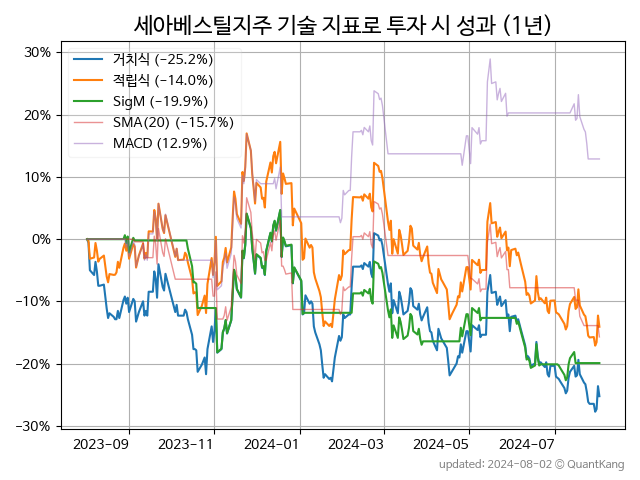 세아베스틸지주 기술 지표로 투자 시 성과 (1년)
거치식 (−25.2%)
적립식 (−14.0%)
SigM (−19.9%)
SMA(20) (−15.7%)
MACD (12.9%)
30%
20%
10%
0%
−10%
−20%
−30%
2023-09 2023-11 2024-01 2024-03 2024-05 2024-07
updated: 2024-08-02 © QuantKang